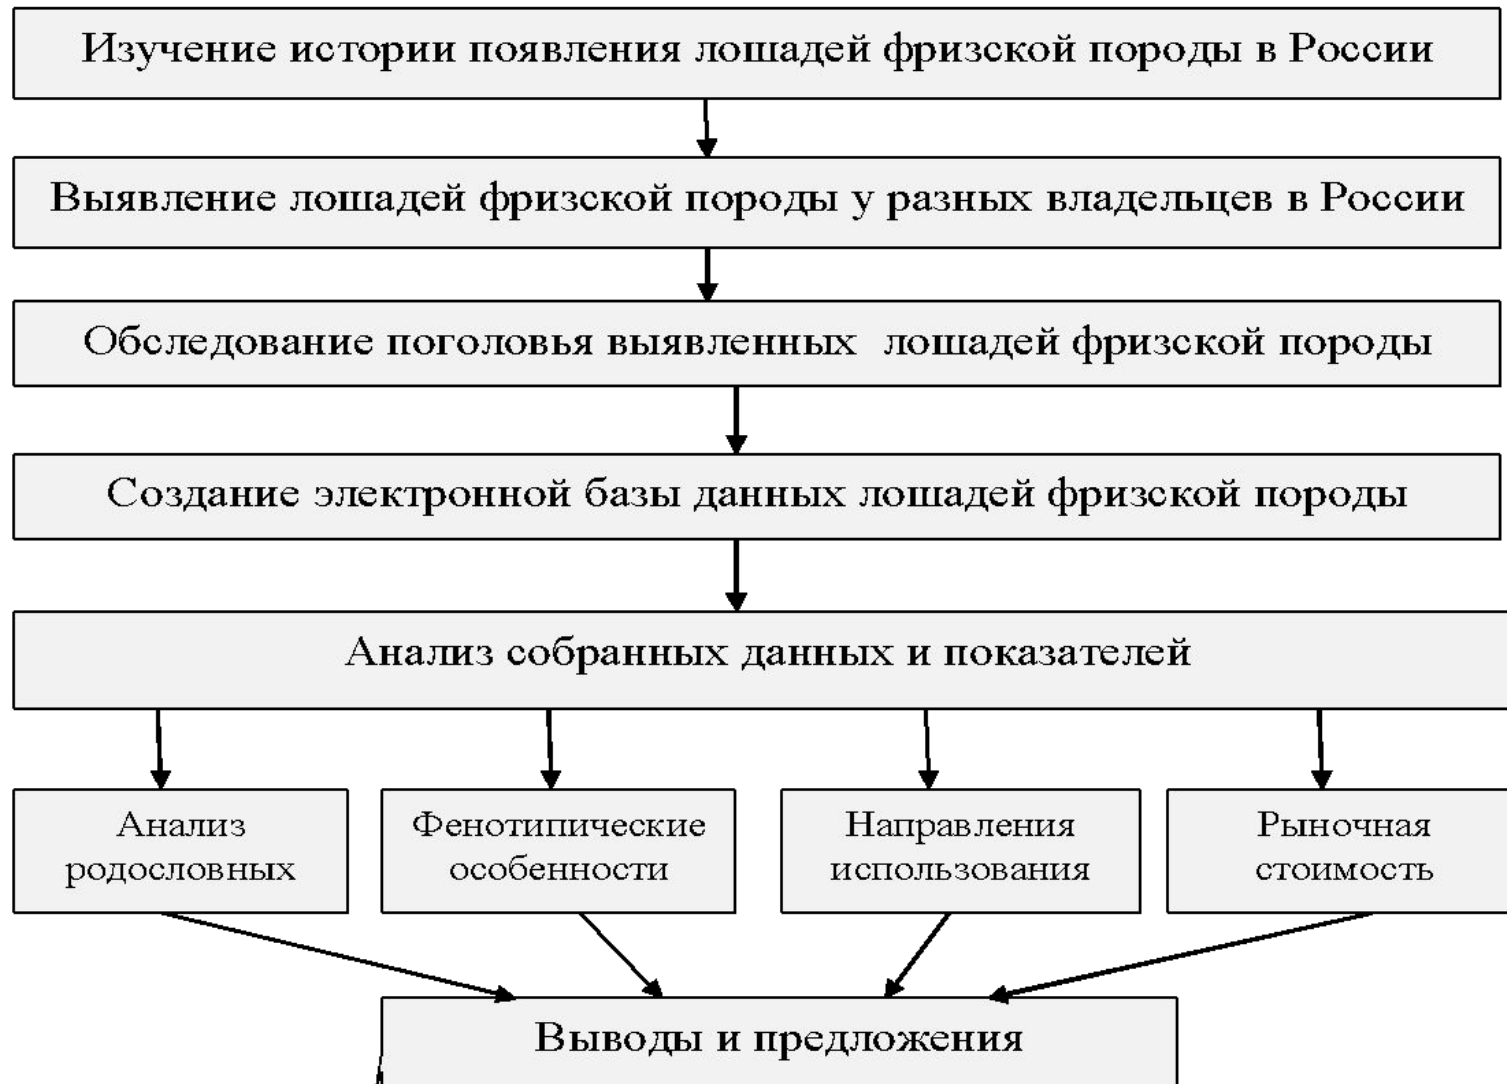 Изучение истории появления лошадей фризской породы в России
Выявление лошадей фризской породы у разных владельцев в России
Обследование поголовья выявленных лошадей фризской породы
Создание электронной базы данных лошадей фризской породы
Анализ собранных данных и показателей
Анализ
родословных
Фенотипические
особенности
Направления
использования
Рыночная
стоимость
Выводы и предложения